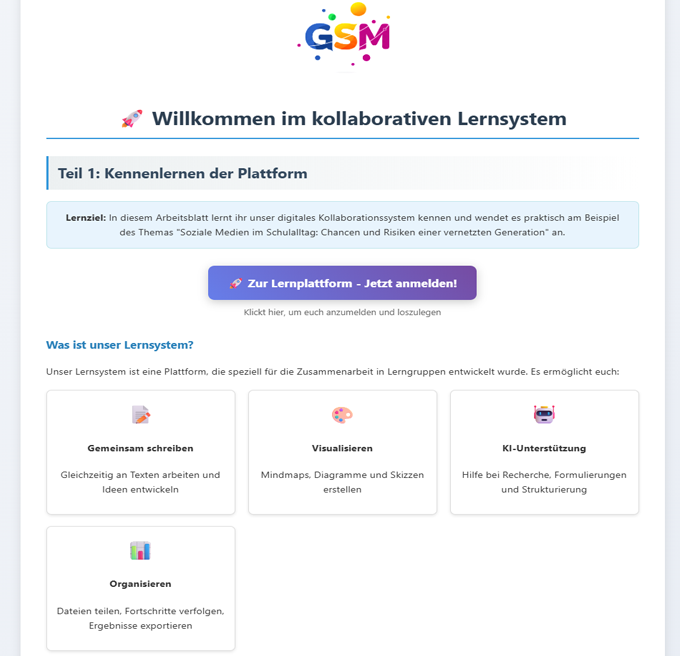 GSM
Willkommen im kollaborativen Lernsystem
Teil 1: Kennenlernen der Plattform
Lernziel: In diesem Arbeitsblatt lernt ihr unser digitales Kollaborationssystem kennen und wendet es praktisch am Beispiel
des Themas "Soziale Medien im Schulalltag: Chancen und Risiken einer vernetzten Generation" an.
Zur Lernplattform - Jetzt anmelden!
Klickt hier, um euch anzumelden und loszulegen
Was ist unser Lernsystem?
Unser Lernsystem ist eine Plattform, die speziell für die Zusammenarbeit in Lerngruppen entwickelt wurde. Es ermöglicht euch:
Gemeinsam schreiben
Gleichzeitig an Texten arbeiten und
Ideen entwickeln
Visualisieren
Mindmaps, Diagramme und Skizzen
erstellen
KI-Unterstützung
Hilfe bei Recherche, Formulierungen
und Strukturierung
Organisieren
Dateien teilen, Fortschritte verfolgen,
Ergebnisse exportieren